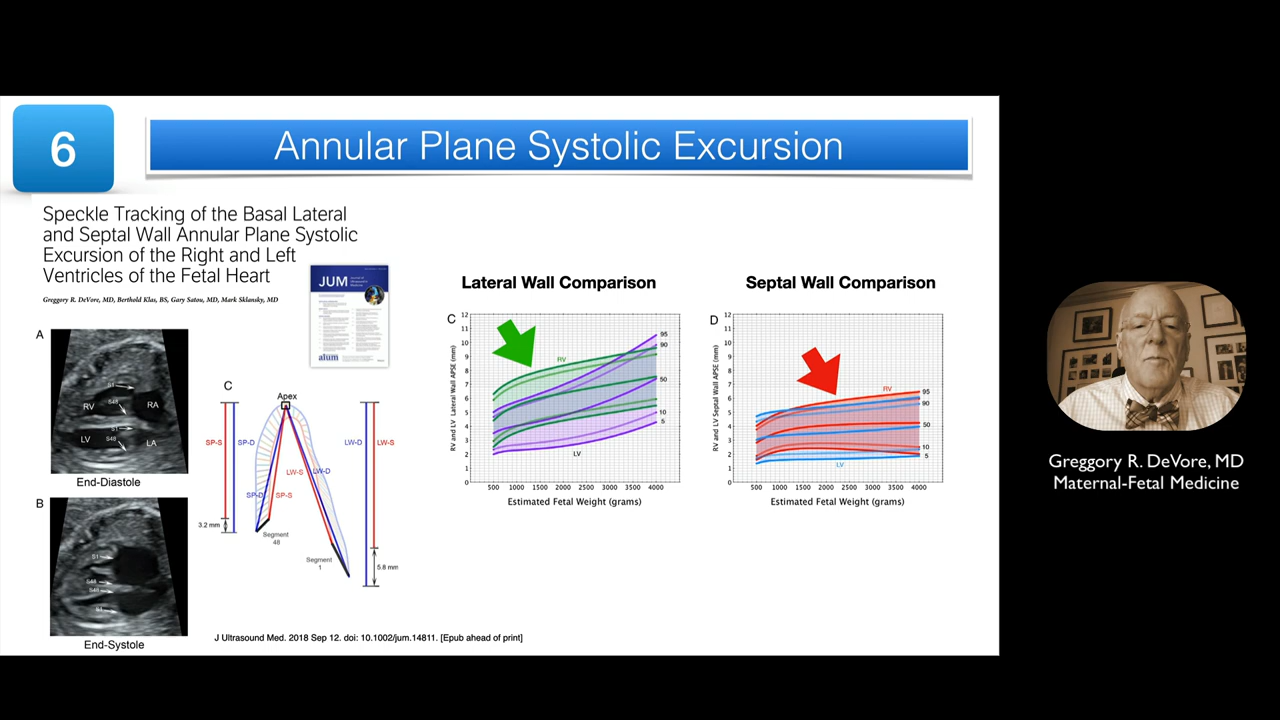 6
Annular Plane Systolic Excursion
Speckle Tracking of the Basal Lateral
and Septal Wall Annular Plane Systolic
Excursion of the Right and Left
Ventricles of the Fetal Heart
Greggory R. DeVore, MD, Berthold Klas, BS, Gary Satou, MD, Mark Sklansky, MD
JUM
alum
A
S1
S48
RV
RA
S1
S48
LV
LA
End-Diastole
B
S1
S48
S48
S1
End-Systole
C
Apex
SP-S
SP-D
LW-D
LW-S
LW-S
LW-D
SP-D
SP-S
3.2 mm
Segment
48
Segment
1
5.8 mm
Lateral Wall Comparison
C
RV and LV Lateral Wall APSE (mm)
12
11
10
9
8
7
6
5
4
3
2
1
0
RV
LV
95
90
50
10
5
500 1000 1500 2000 2500 3000 3500 4000
Estimated Fetal Weight (grams)
Septal Wall Comparison
D
RV and LV Septal Wall APSE (mm)
12
11
10
9
8
7
6
5
4
3
2
1
0
RV
LV
95
90
50
10
5
500 1000 1500 2000 2500 3000 3500 4000
Estimated Fetal Weight (grams)
J Ultrasound Med. 2018 Sep 12. doi: 10.1002/jum.14811. [Epub ahead of print]
Greggory R. DeVore, MD
Maternal-Fetal Medicine